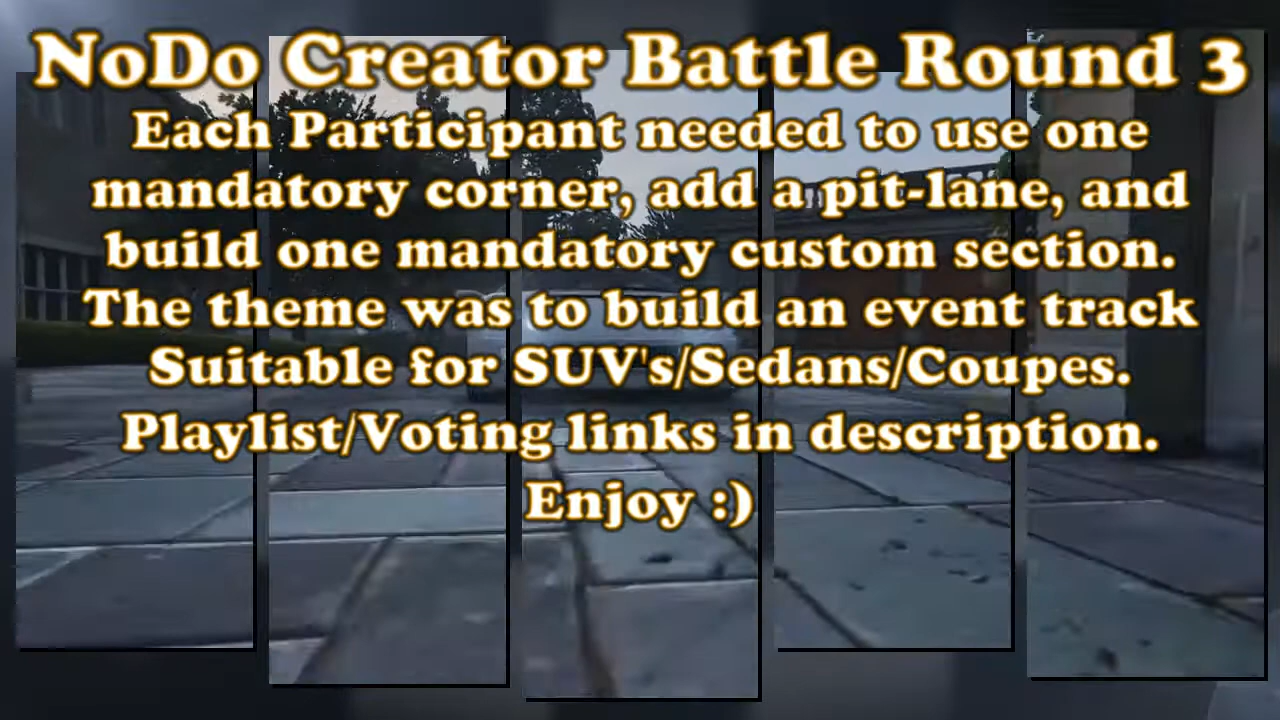 NoDo Creator Battle Round 3
Each Participant needed to use one
mandatory corner, add a pit-lane, and
build one mandatory custom section.
The theme was to build an event track
Suitable for SUV's/Sedans/Coupes.
Playlist/Voting links in description.
Enjoy :)